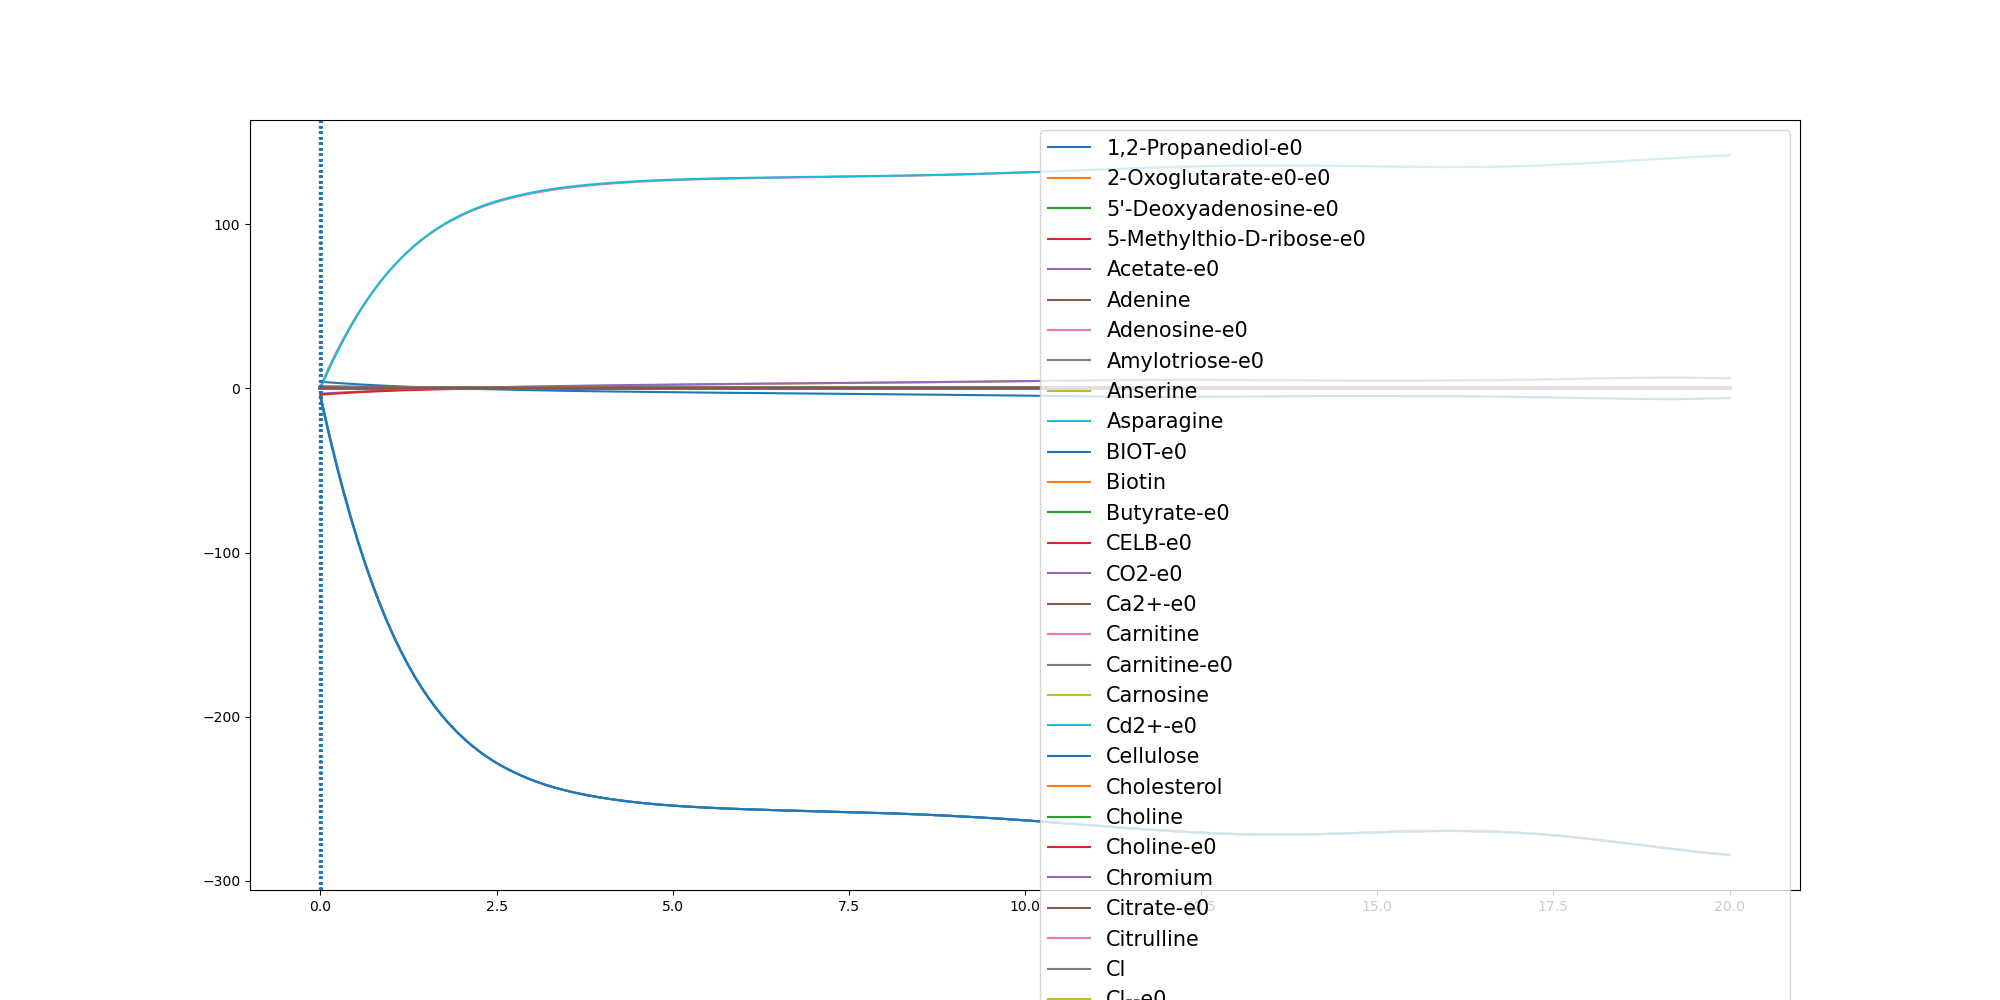 100
0
−100
−200
−300
0.0
2.5
5.0
7.5
10.0
15.0
17.5
20.0
1,2-Propanediol-e0
2-Oxoglutarate-e0-e0
5'-Deoxyadenosine-e0
5-Methylthio-D-ribose-e0
Acetate-e0
Adenine
Adenosine-e0
Amylotriose-e0
Anserine
Asparagine
BIOT-e0
Biotin
Butyrate-e0
CELB-e0
CO2-e0
Ca2+-e0
Carnitine
Carnitine-e0
Carnosine
Cd2+-e0
Cellulose
Cholesterol
Choline
Choline-e0
Chromium
Citrate-e0
Citrulline
Cl
Cl--e0